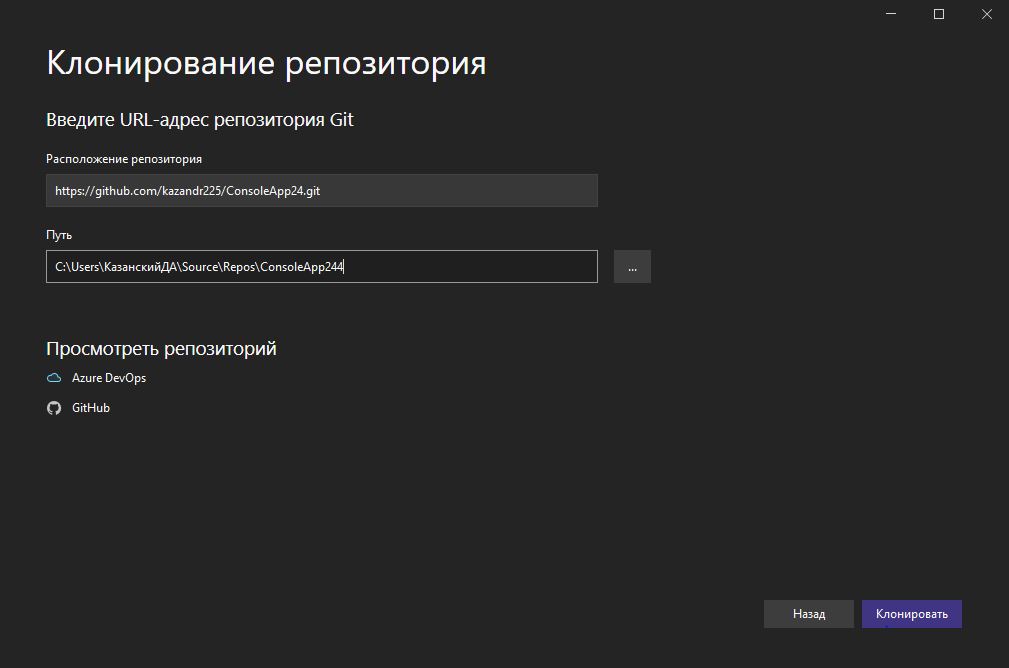 Клонирование репозитория
Введите URL-адрес репозитория Git
Расположение репозитория
https://github.com/kazandr225/ConsoleApp24.git
Путь
C:\Users\КазанскийДА\Source\Repos\ConsoleApp244
...
Просмотреть репозиторий
Azure DevOps
GitHub
Назад
Клонировать